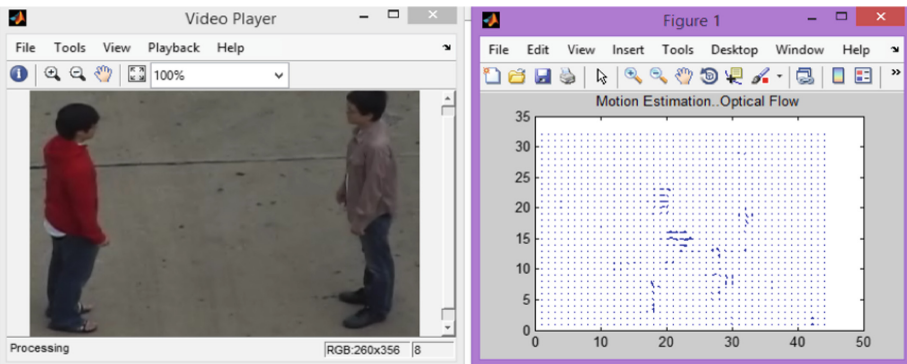 Video Player
File Tools View Playback Help
100%
Processing
RGB:260x356 8
Figure 1
File Edit View Insert Tools Desktop Window Help
Motion Estimation..Optical Flow
35
30
25
20
15
10
5
0
0 10 20 30 40 50